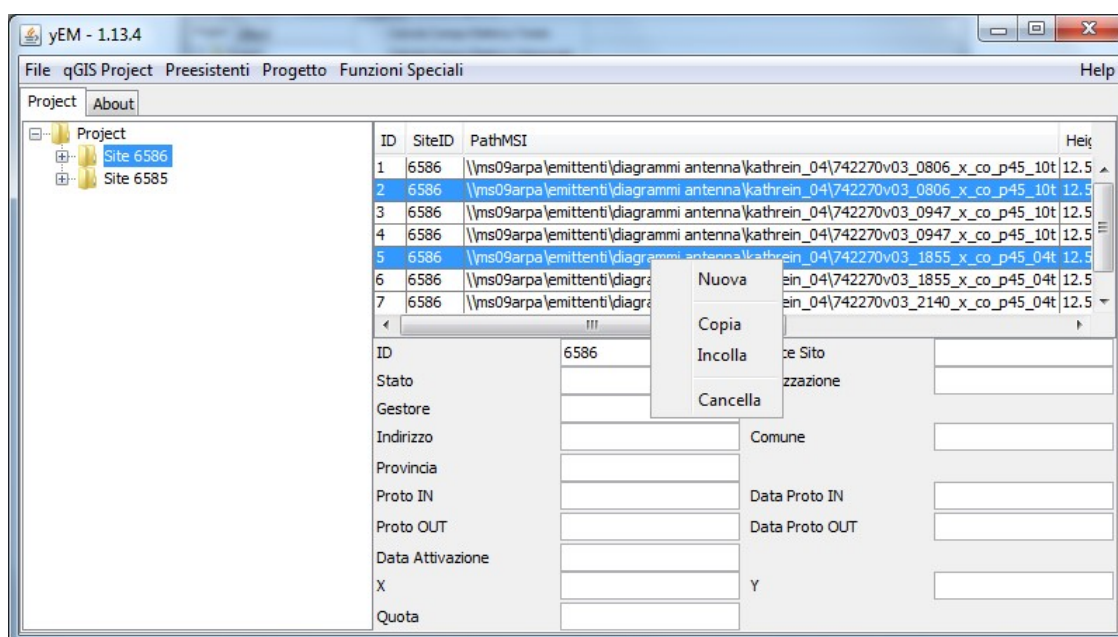 yEM - 1.13.4
File qGIS Project Preesistenti Progetto Funzioni Speciali Help
Project About
Project
Site 6586
Site 6585
ID SiteID PathMSI
1 6586 \\ms09arpa\emittenti\diagrammi antenna\kathrein_04\742270v03_0806_x_co_p45_10t 12.5
2 6586 \\ms09arpa\emittenti\diagrammi antenna\kathrein_04\742270v03_0806_x_co_p45_10t 12.5
3 6586 \\ms09arpa\emittenti\diagrammi antenna\kathrein_04\742270v03_0947_x_co_p45_10t 12.5
4 6586 \\ms09arpa\emittenti\diagrammi antenna\kathrein_04\742270v03_0947_x_co_p45_10t 12.5
5 6586 \\ms09arpa\emittenti\diagrammi antenna\kathrein_04\742270v03_1855_x_co_p45_04t 12.5
6 6586 \\ms09arpa\emittenti\diagra ein_04\742270v03_1855_x_co_p45_04t 12.5
7 6586 \\ms09arpa\emittenti\diagra ein_04\742270v03_2140_x_co_p45_04t 12.5
Nuova
Copia
Incolla
Cancella
ID 6586 ce Sito
Stato zzazione
Gestore
Indirizzo Comune
Provincia
Proto IN Data Proto IN
Proto OUT Data Proto OUT
Data Attivazione
X Y
Quota